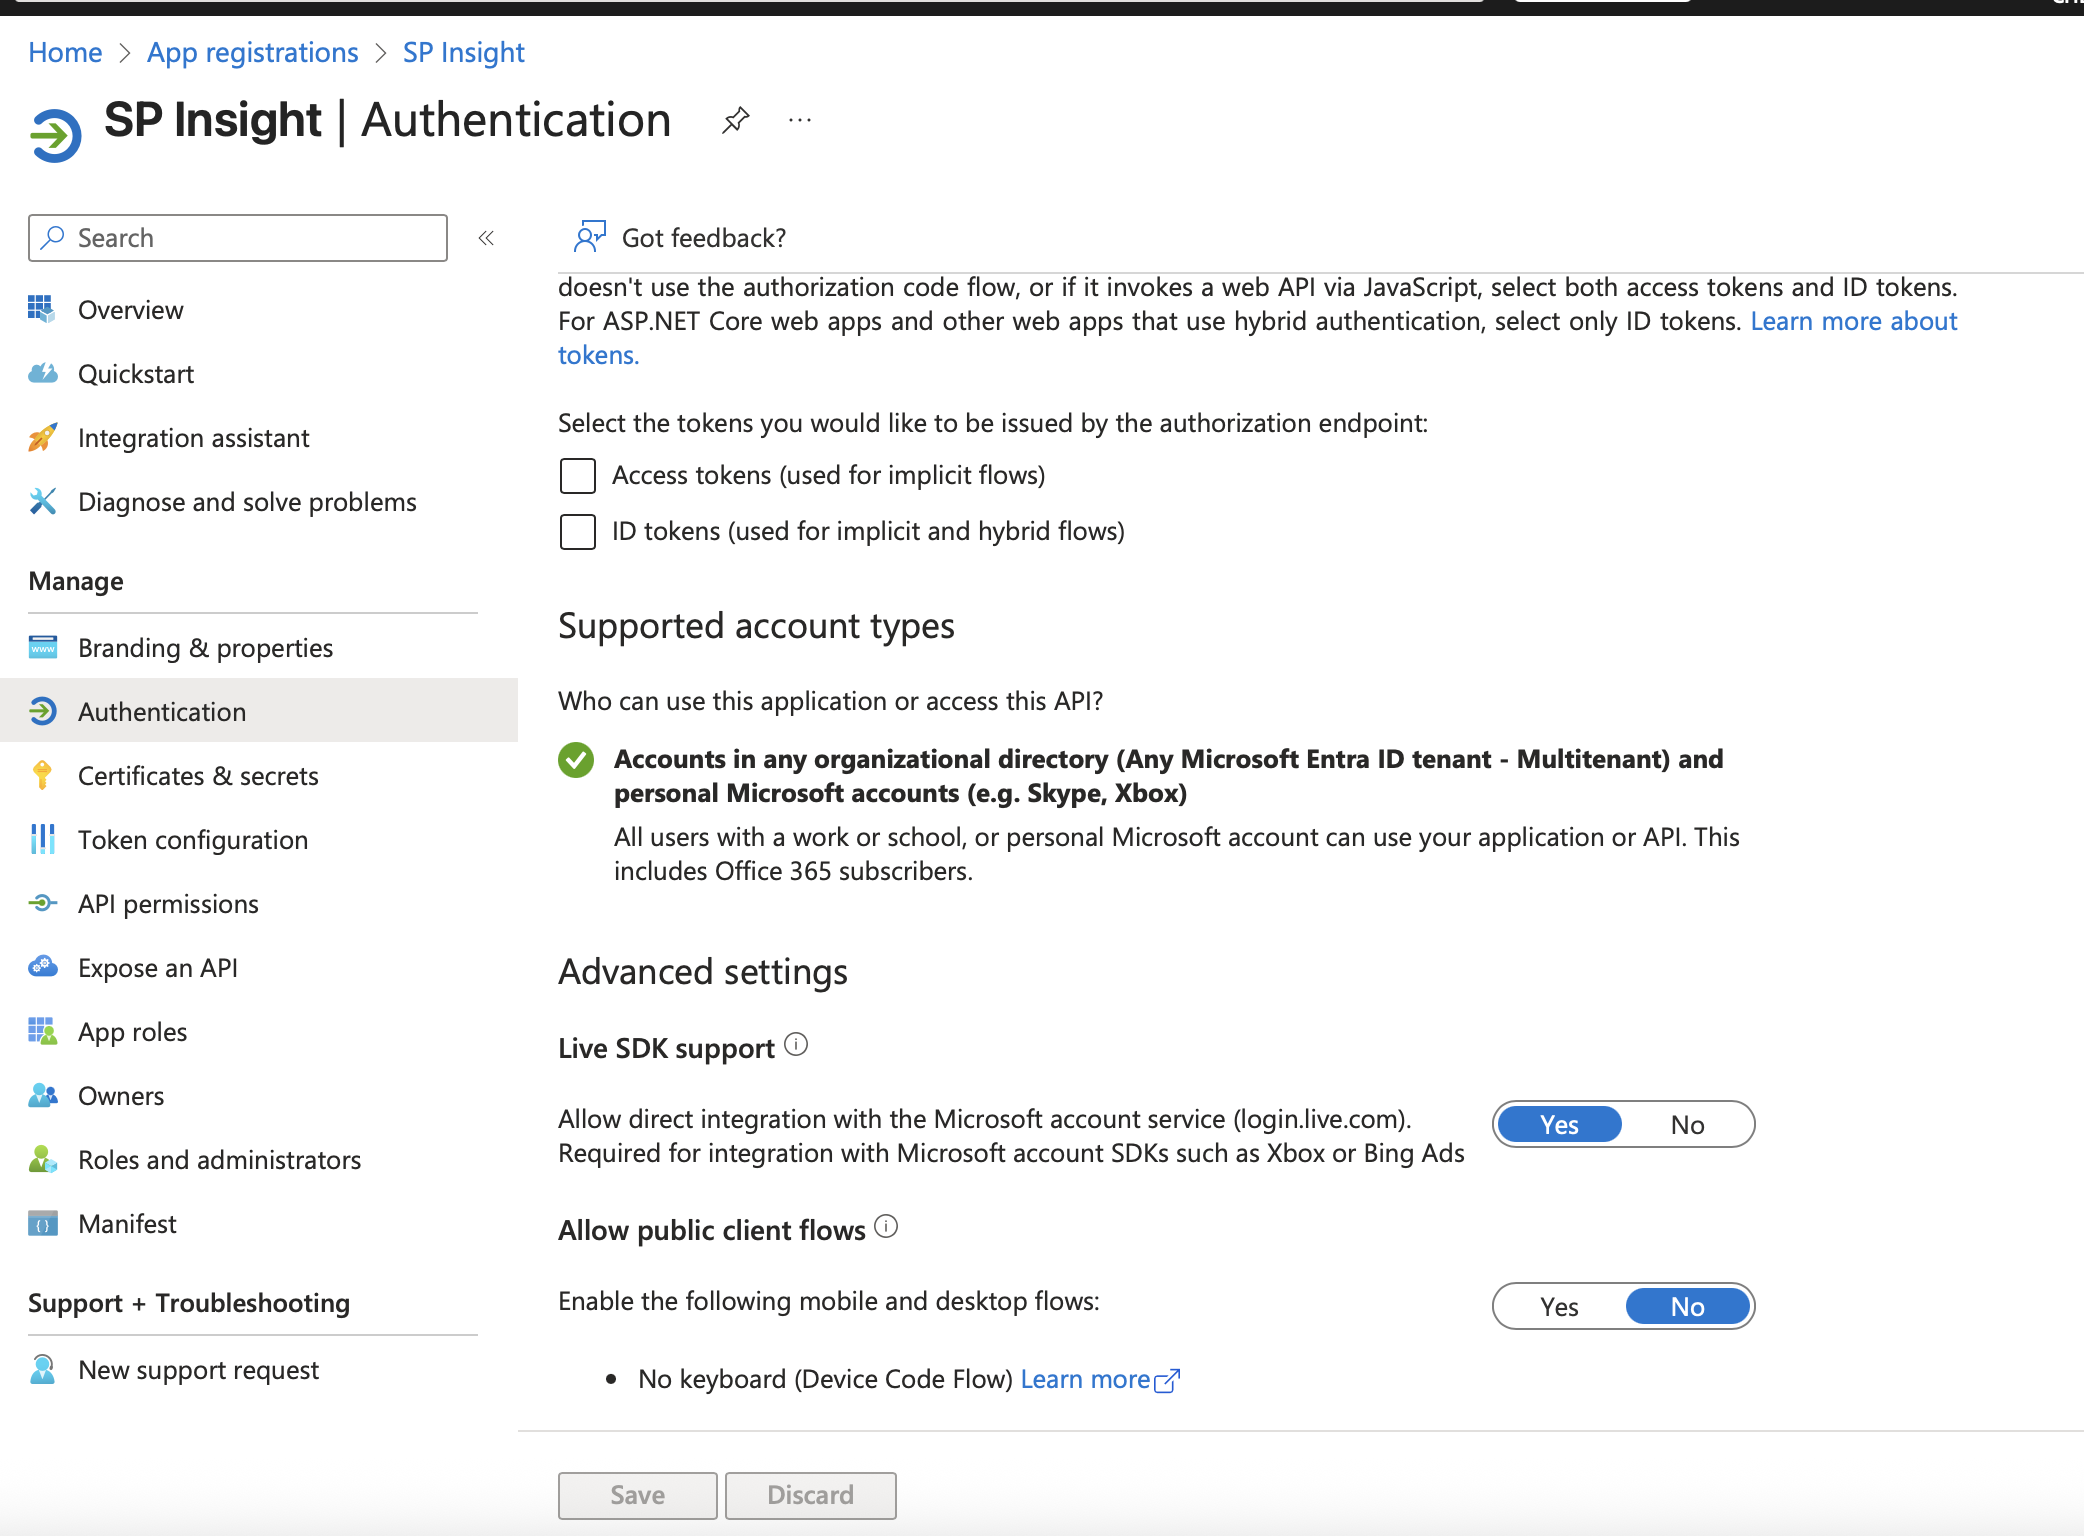 Home > App registrations > SP Insight
SP Insight | Authentication
Search
«
Got feedback?
Overview
Quickstart
Integration assistant
Diagnose and solve problems
Manage
Branding & properties
Authentication
Certificates & secrets
Token configuration
API permissions
Expose an API
App roles
Owners
Roles and administrators
Manifest
Support + Troubleshooting
New support request
doesn't use the authorization code flow, or if it invokes a web API via JavaScript, select both access tokens and ID tokens.
For ASP.NET Core web apps and other web apps that use hybrid authentication, select only ID tokens. Learn more about
tokens.
Select the tokens you would like to be issued by the authorization endpoint:
Access tokens (used for implicit flows)
ID tokens (used for implicit and hybrid flows)
Supported account types
Who can use this application or access this API?
Accounts in any organizational directory (Any Microsoft Entra ID tenant - Multitenant) and
personal Microsoft accounts (e.g. Skype, Xbox)
All users with a work or school, or personal Microsoft account can use your application or API. This
includes Office 365 subscribers.
Advanced settings
Live SDK support
Allow direct integration with the Microsoft account service (login.live.com).
Required for integration with Microsoft account SDKs such as Xbox or Bing Ads
Yes No
Allow public client flows
Enable the following mobile and desktop flows:
Yes No
• No keyboard (Device Code Flow) Learn more
Save Discard